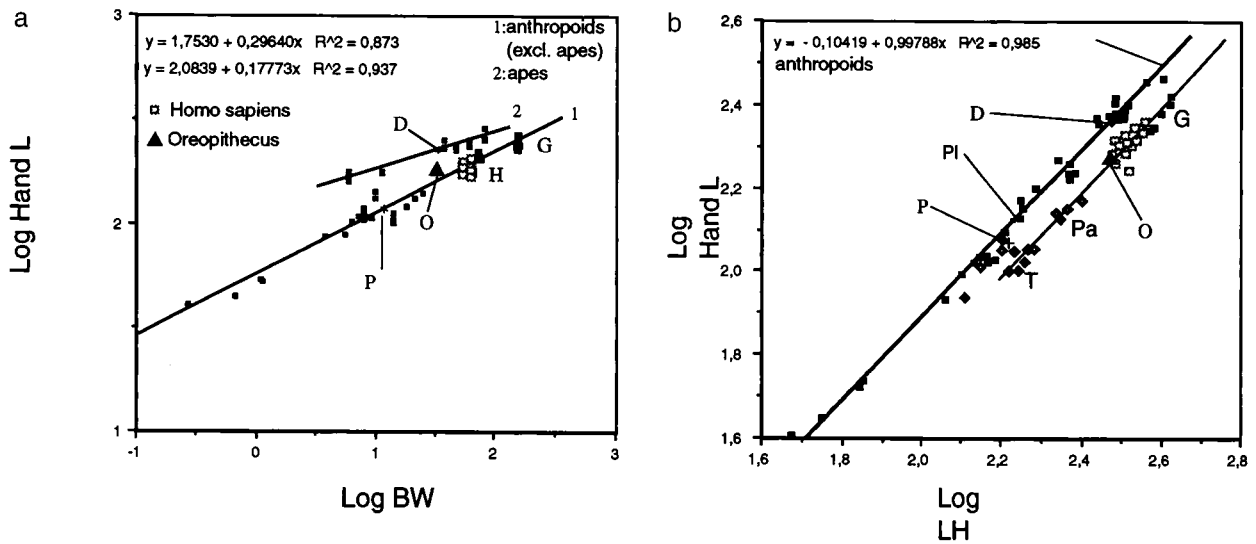 a
3
y = 1,7530 + 0,29640x R^2 = 0,873
y = 2,0839 + 0,17773x R^2 = 0,937
1:anthropoids
(excl. apes)
2: apes
Homo sapiens
Oreopithecus
D
2
1
G
H
O
P
Log Hand L
2
1
-1
0
1
2
3
Log BW
b
2,6
y = - 0,10419 + 0,99788x R^2 = 0,985
anthropoids
2,4
D
G
Pl
P
Pa
O
T
Log
Hand L
2,2
2,0
1,8
1,6
1,6
1,8
2,0
2,2
2,4
2,6
2,8
Log
LH